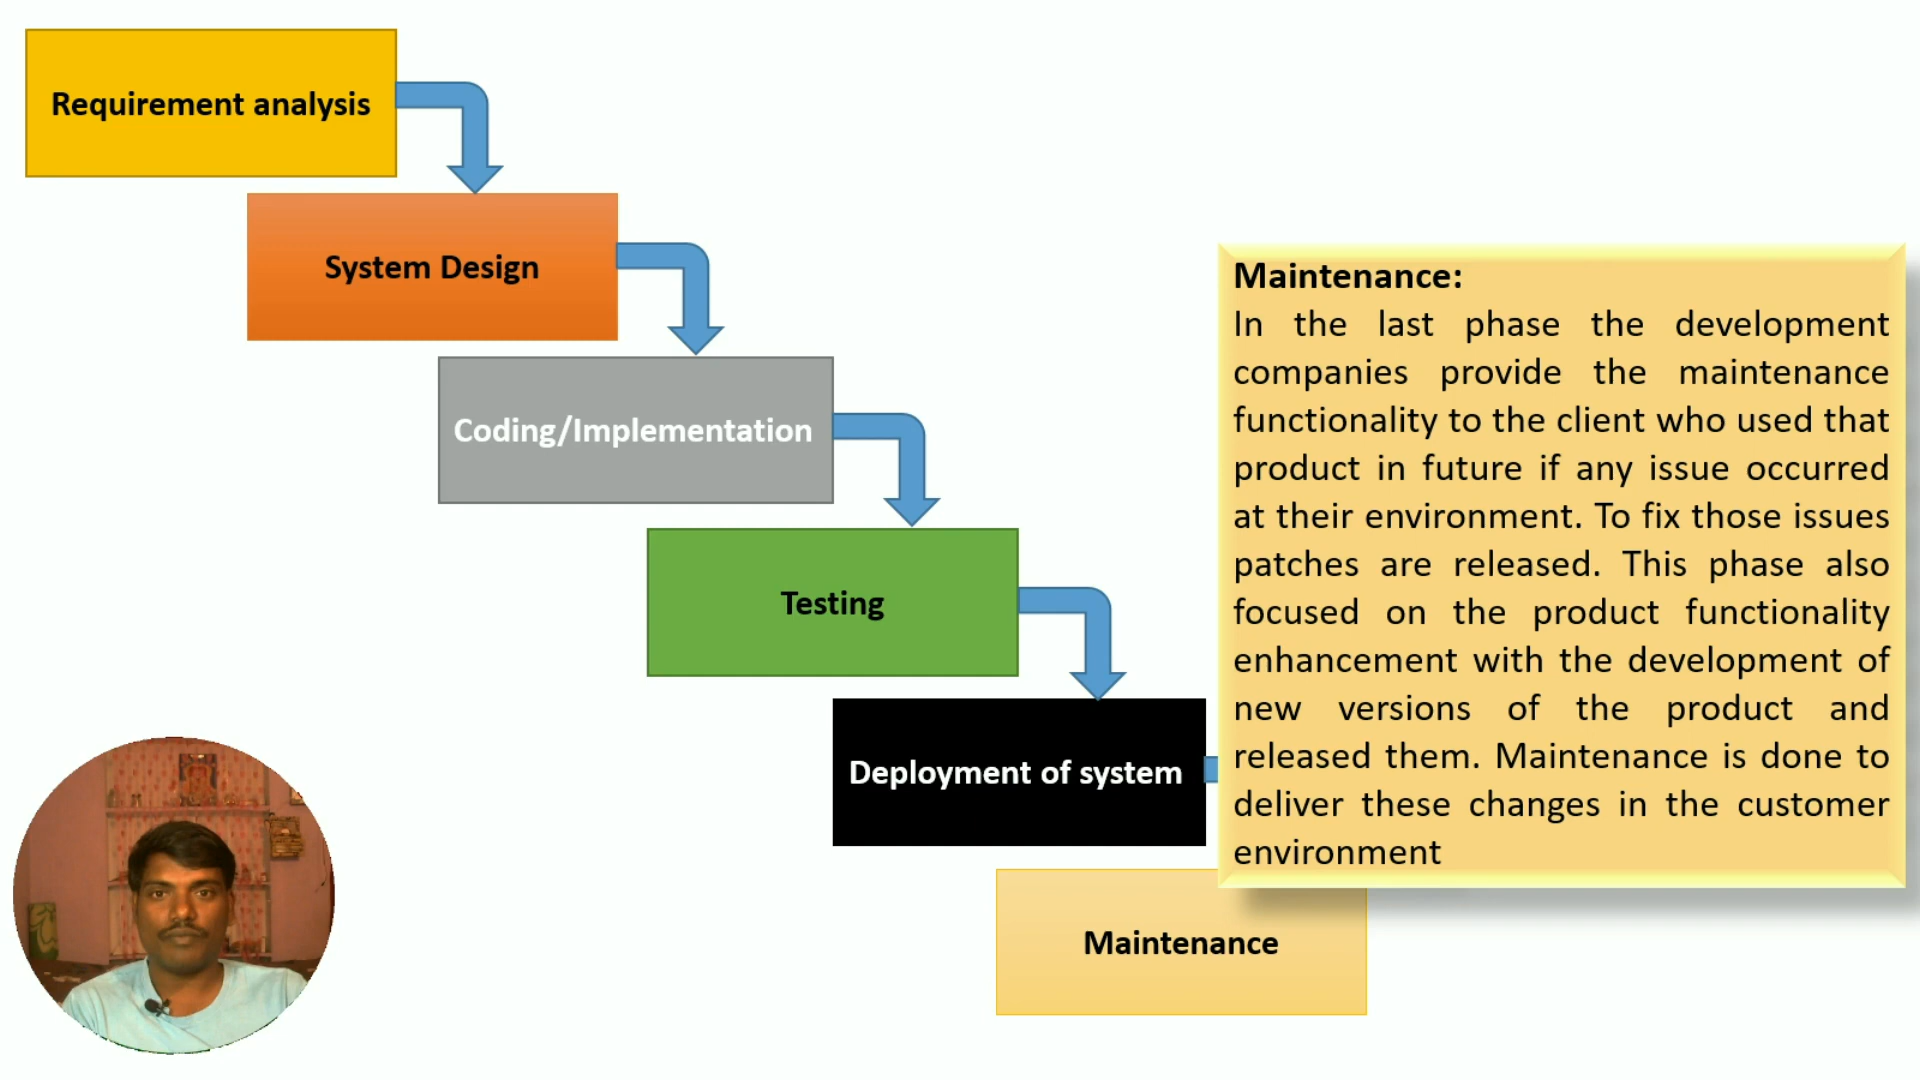 Requirement analysis
System Design
Coding/Implementation
Testing
Deployment of system
Maintenance
Maintenance:
In the last phase the development
companies provide the maintenance
functionality to the client who used that
product in future if any issue occurred
at their environment. To fix those issues
patches are released. This phase also
focused on the product functionality
enhancement with the development of
new versions of the product and
released them. Maintenance is done to
deliver these changes in the customer
environment